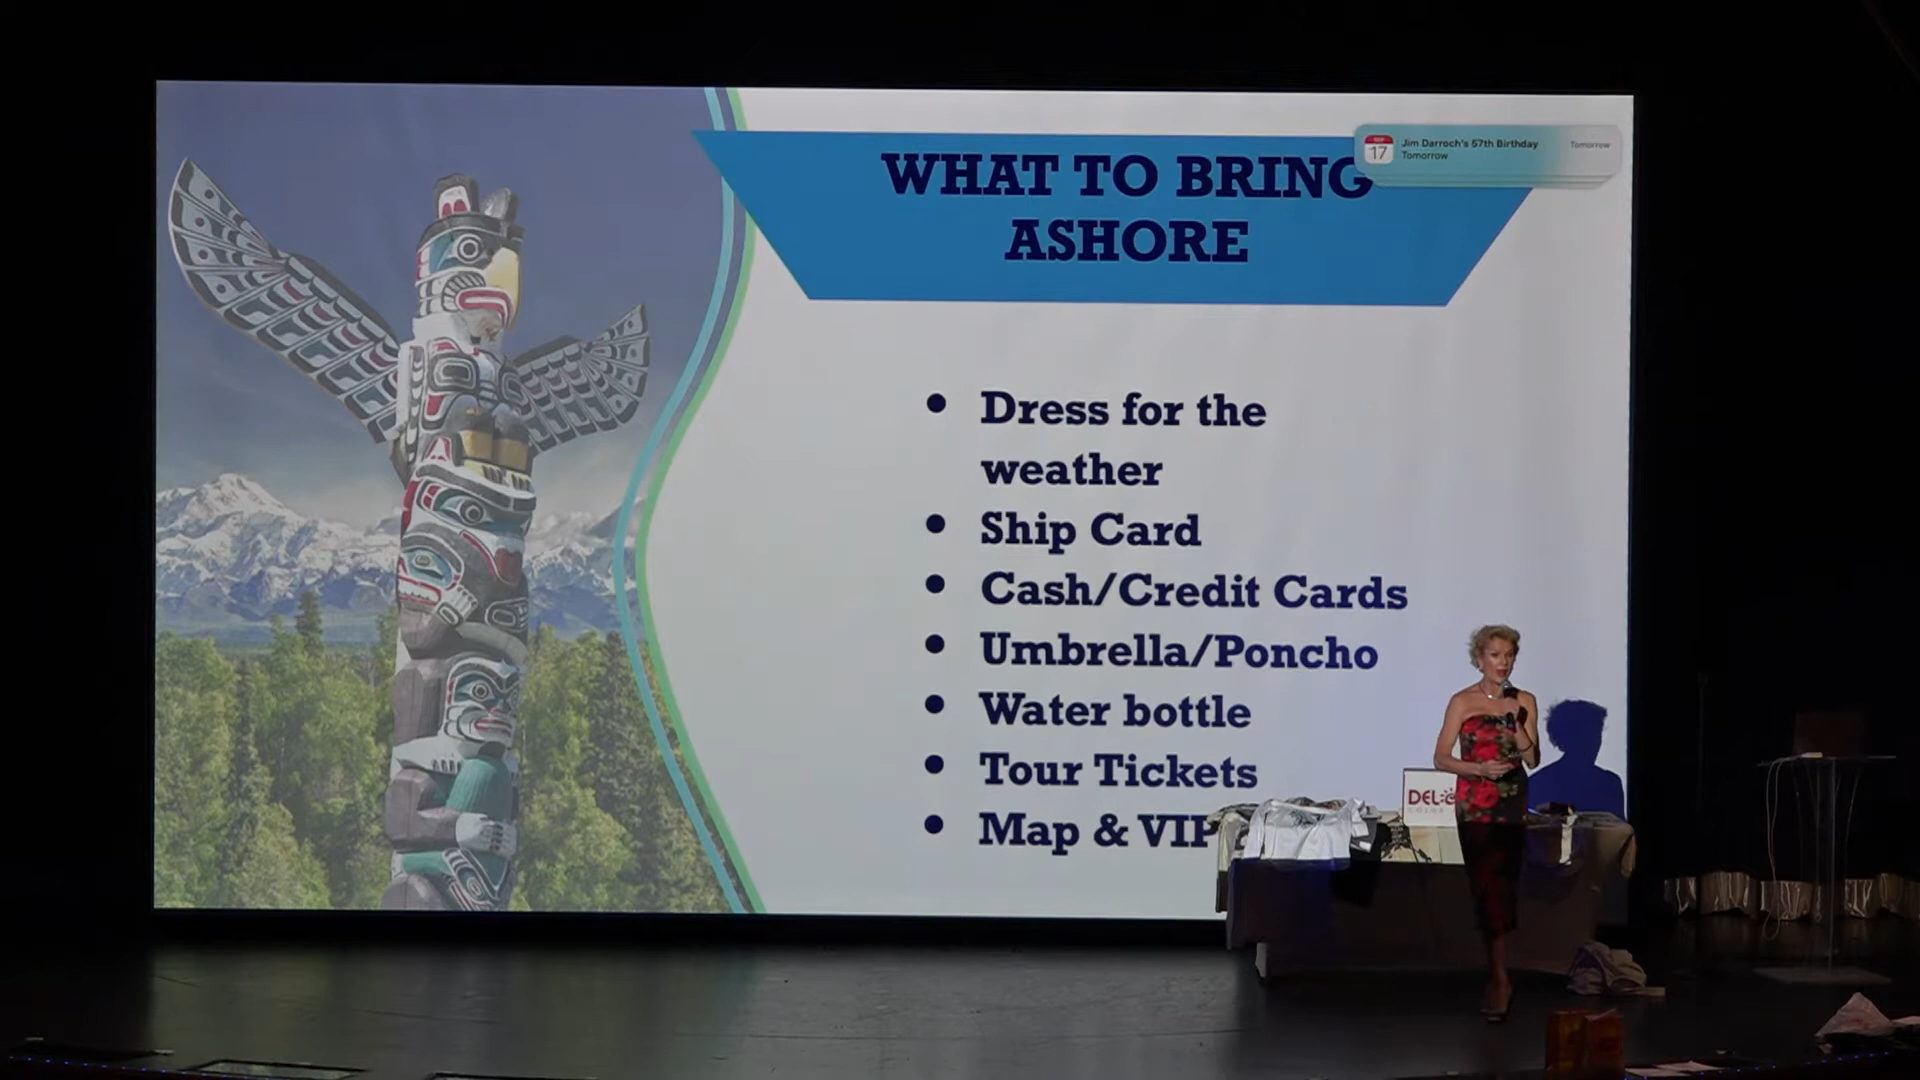 WHAT TO BRING
ASHORE
SEP
17
Jim Darroch's 57th Birthday
Tomorrow
Tomorrow
• Dress for the
weather
• Ship Card
• Cash/Credit Cards
• Umbrella/Poncho
• Water bottle
• Tour Tickets
• Map & VIP
DEL